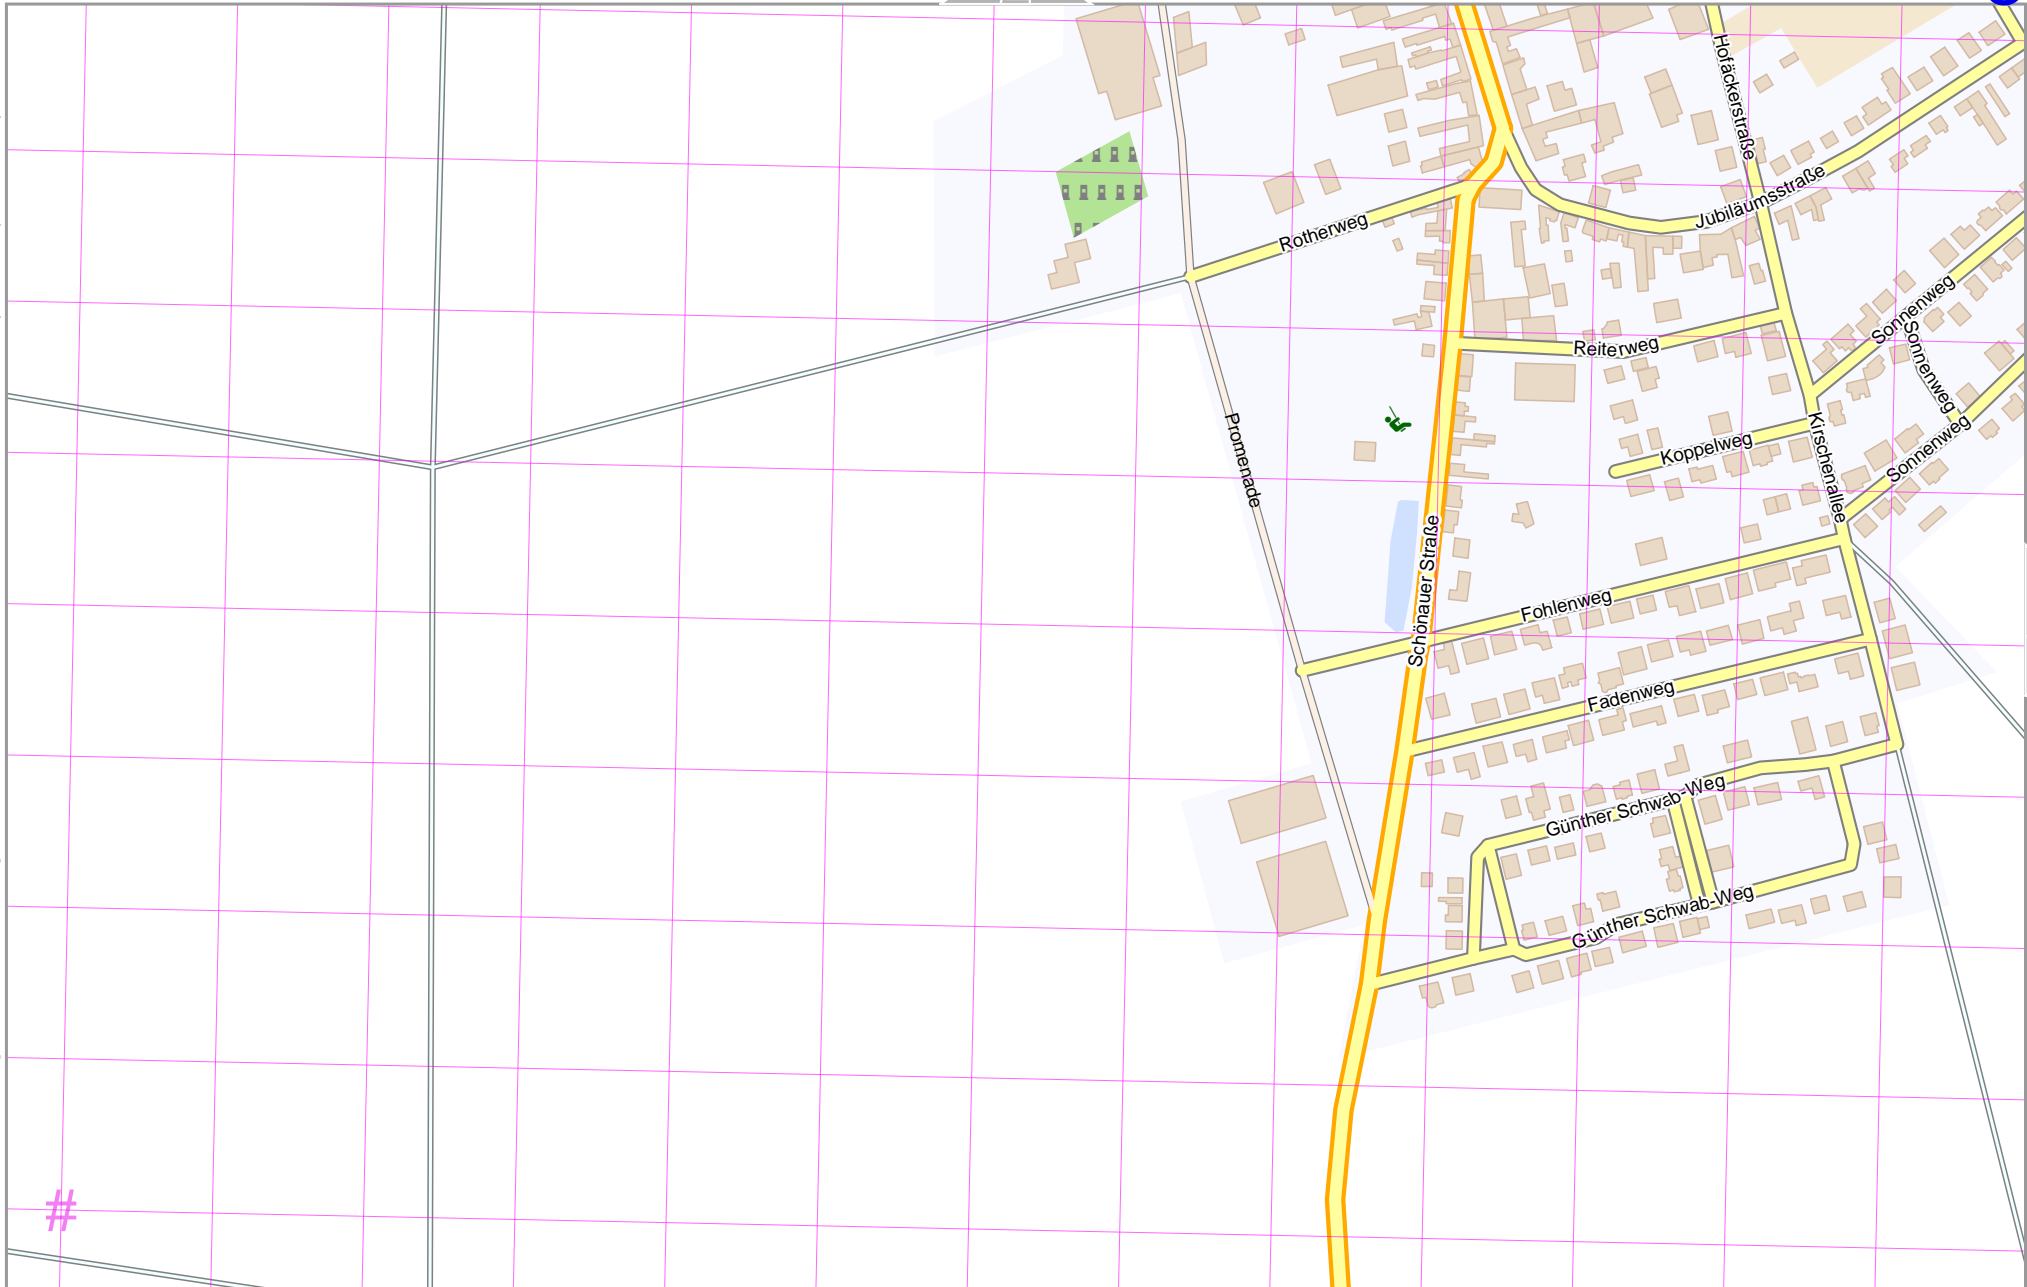 Hofäckerstraße
Jubiläumsstraße
Rotherweg
Sonnenweg
Sonnenweg
Reiterweg
Promenade
Kirschenallee
Koppelweg
Sonnenweg
Schönauer Straße
Fohlenweg
Fadenweg
Günther Schwab-Weg
Günther Schwab-Weg
#